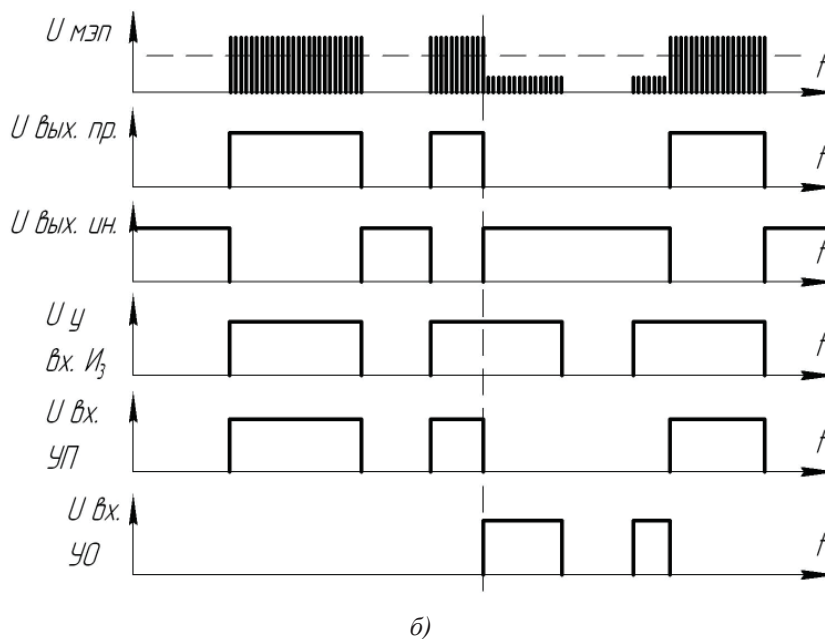 U мэп
t
U вых. пр.
t
U вых. ин.
t
U у
вх. И₃
t
U вх.
УП
t
U вх.
УО
t
б)